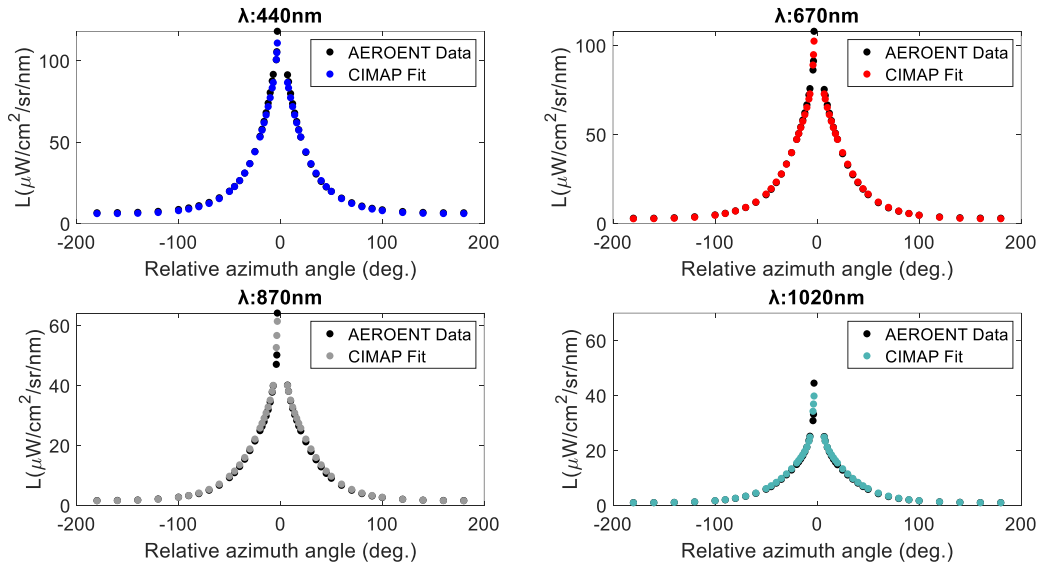 λ:440nm
100
50
0
-200
-100
0
100
200
L(μW/cm²/sr/nm)
Relative azimuth angle (deg.)
AEROENT Data
CIMAP Fit
λ:670nm
100
50
0
-200
-100
0
100
200
L(μW/cm²/sr/nm)
Relative azimuth angle (deg.)
AEROENT Data
CIMAP Fit
λ:870nm
60
40
20
0
-200
-100
0
100
200
L(μW/cm²/sr/nm)
Relative azimuth angle (deg.)
AEROENT Data
CIMAP Fit
λ:1020nm
60
40
20
0
-200
-100
0
100
200
L(μW/cm²/sr/nm)
Relative azimuth angle (deg.)
AEROENT Data
CIMAP Fit